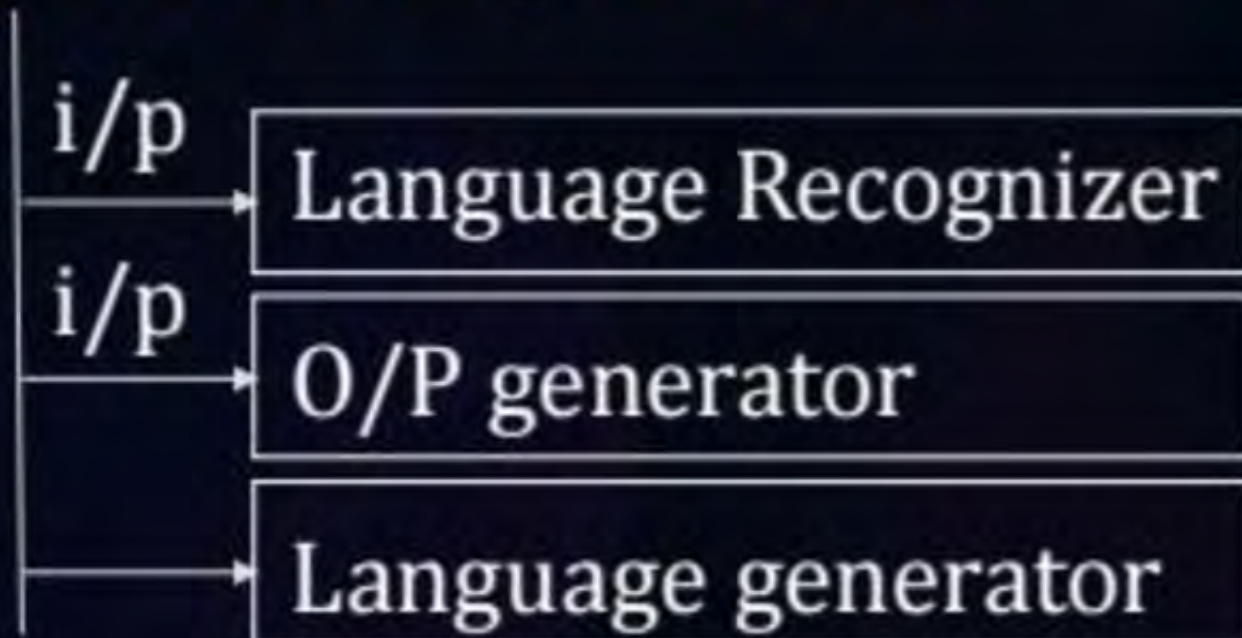 i/p
Language Recognizer
i/p
O/P generator
Language generator